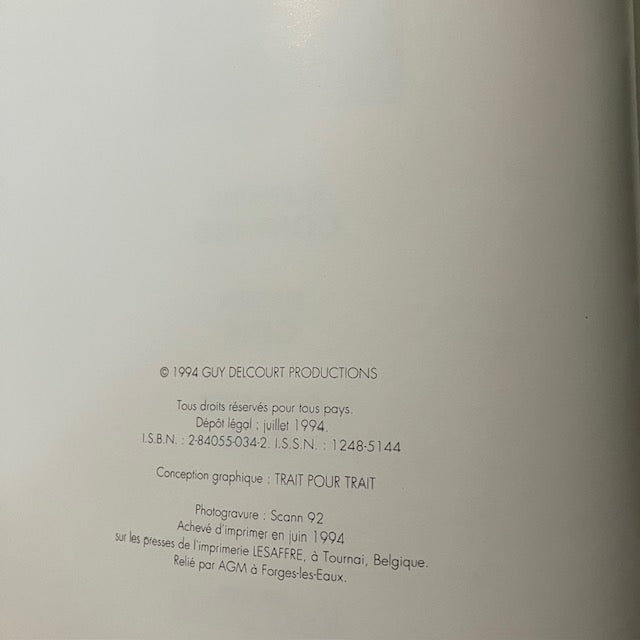 © 1994 GUY DELCOURT PRODUCTIONS
Tous droits réservés pour tous pays.
Dépôt légal : juillet 1994.
I.S.B.N. : 2-84055-034-2. I.S.S.N. : 1248-5144
Conception graphique : TRAIT POUR TRAIT
Photogravure : Scann 92
Achevé d'imprimer en juin 1994
sur les presses de l'imprimerie LESAFFRE, à Tournai, Belgique.
Relié par AGM à Forges-les-Eaux.